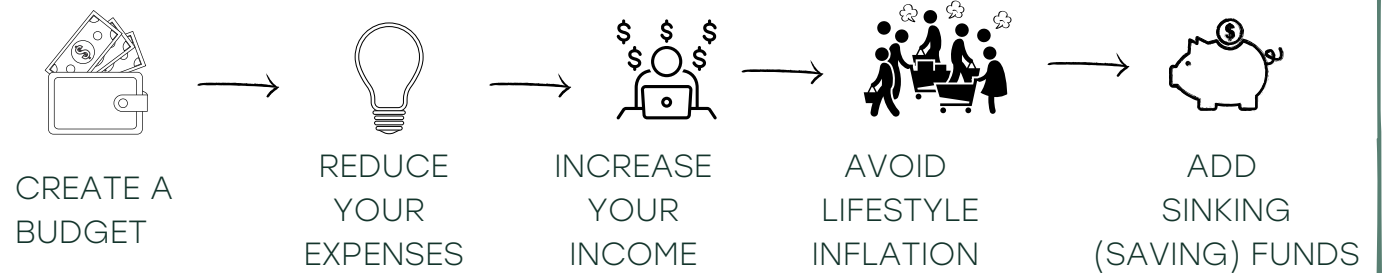 CREATE A
BUDGET
REDUCE
YOUR
EXPENSES
$ $ $
$ $
INCREASE
YOUR
INCOME
AVOID
LIFESTYLE
INFLATION
$
ADD
SINKING
(SAVING) FUNDS